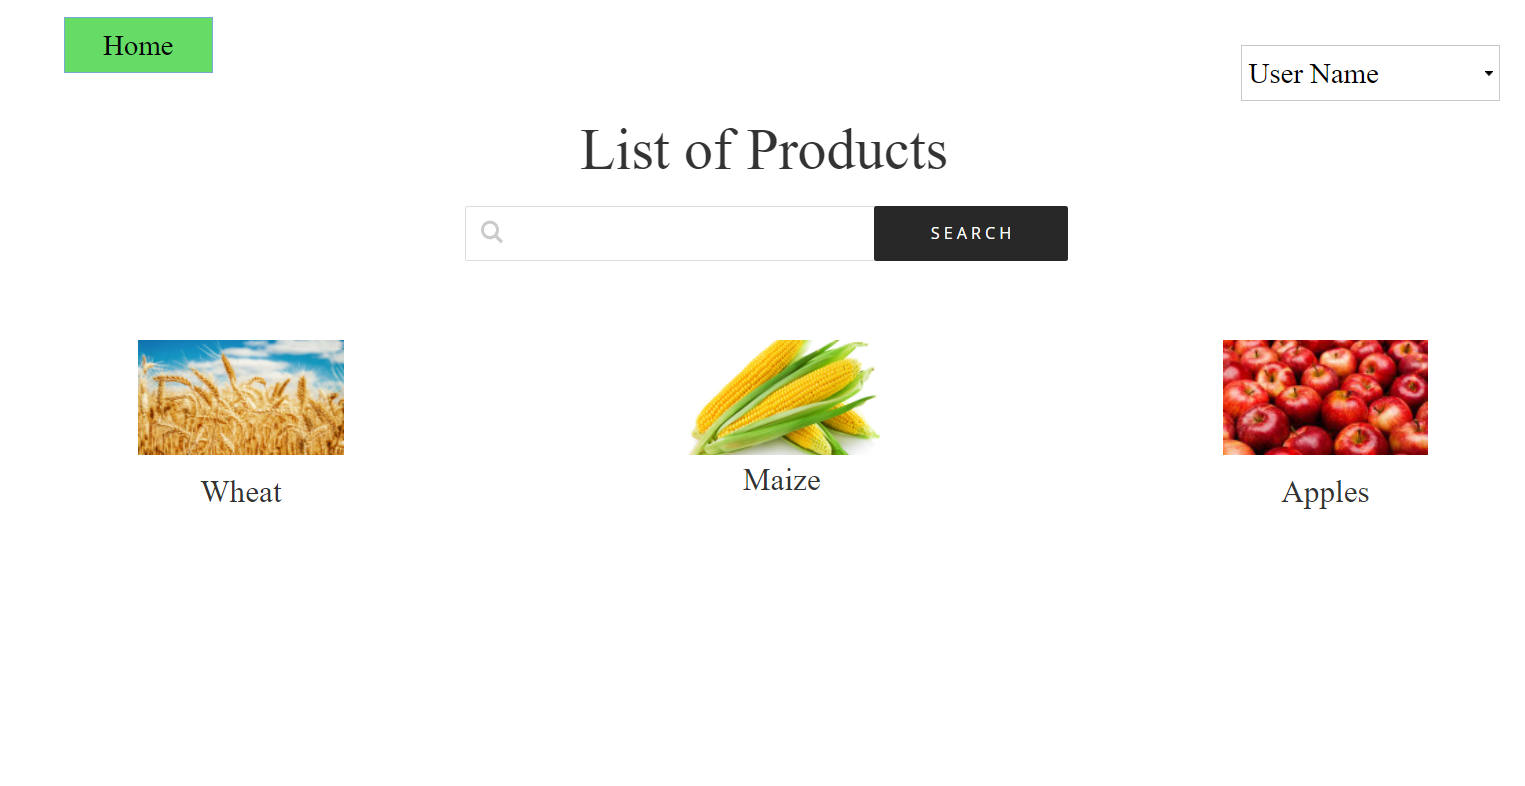 Home
User Name
List of Products
SEARCH
Wheat
Maize
Apples